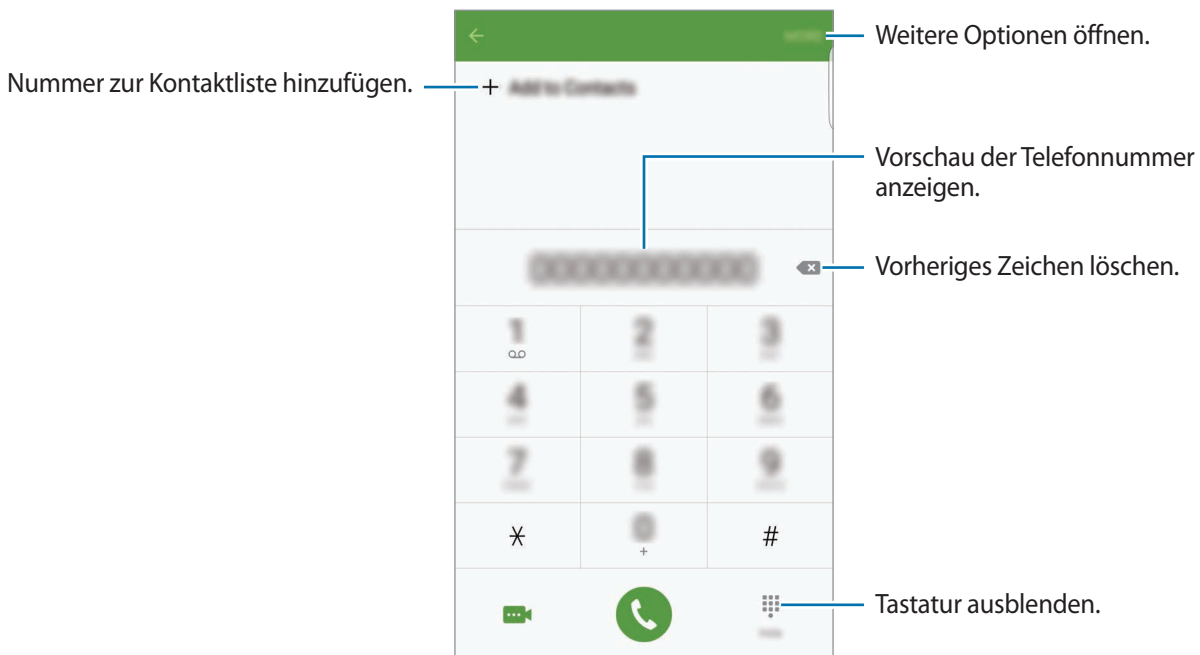 Weitere Optionen öffnen.
Nummer zur Kontaktliste hinzufügen.
+ Add to Contacts
Vorschau der Telefonnummer
anzeigen.
Vorheriges Zeichen löschen.
1 2 3
4 5 6
7 8 9
* 0 #
+
Tastatur ausblenden.